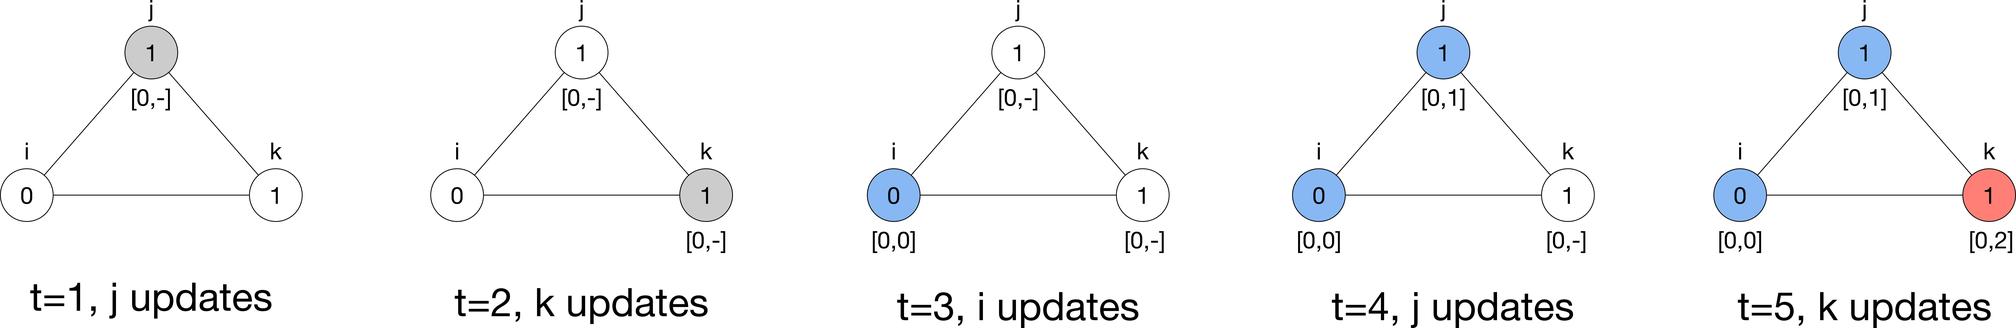 j
1
[0,-]
i
k
0
1
t=1, j updates
j
1
[0,-]
i
k
0
1
[0,-]
t=2, k updates
j
1
[0,-]
i
k
0
1
[0,0]
[0,-]
t=3, i updates
j
1
[0,1]
i
k
0
1
[0,0]
[0,-]
t=4, j updates
j
1
[0,1]
i
k
0
1
[0,0]
[0,2]
t=5, k updates